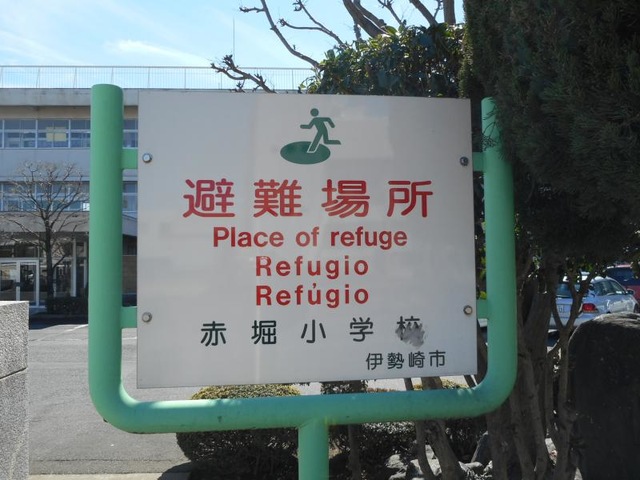 避難場所
Place of refuge
Refugio
Refúgio
赤堀小学校
伊勢崎市